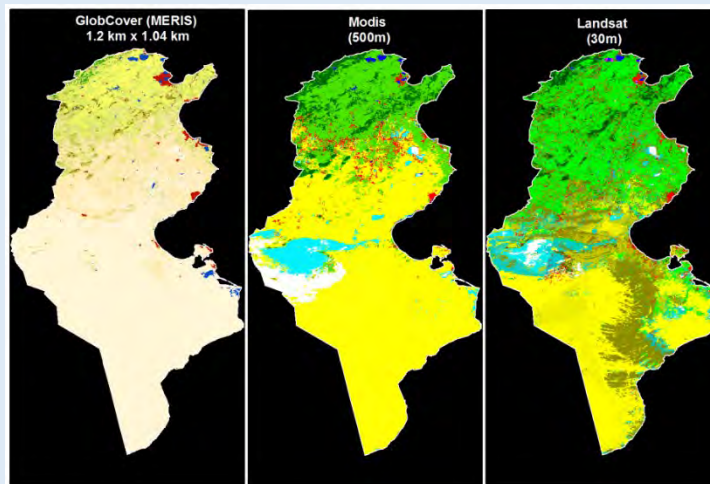 GlobCover (MERIS)
1.2 km x 1.04 km
Modis
(500m)
Landsat
(30m)